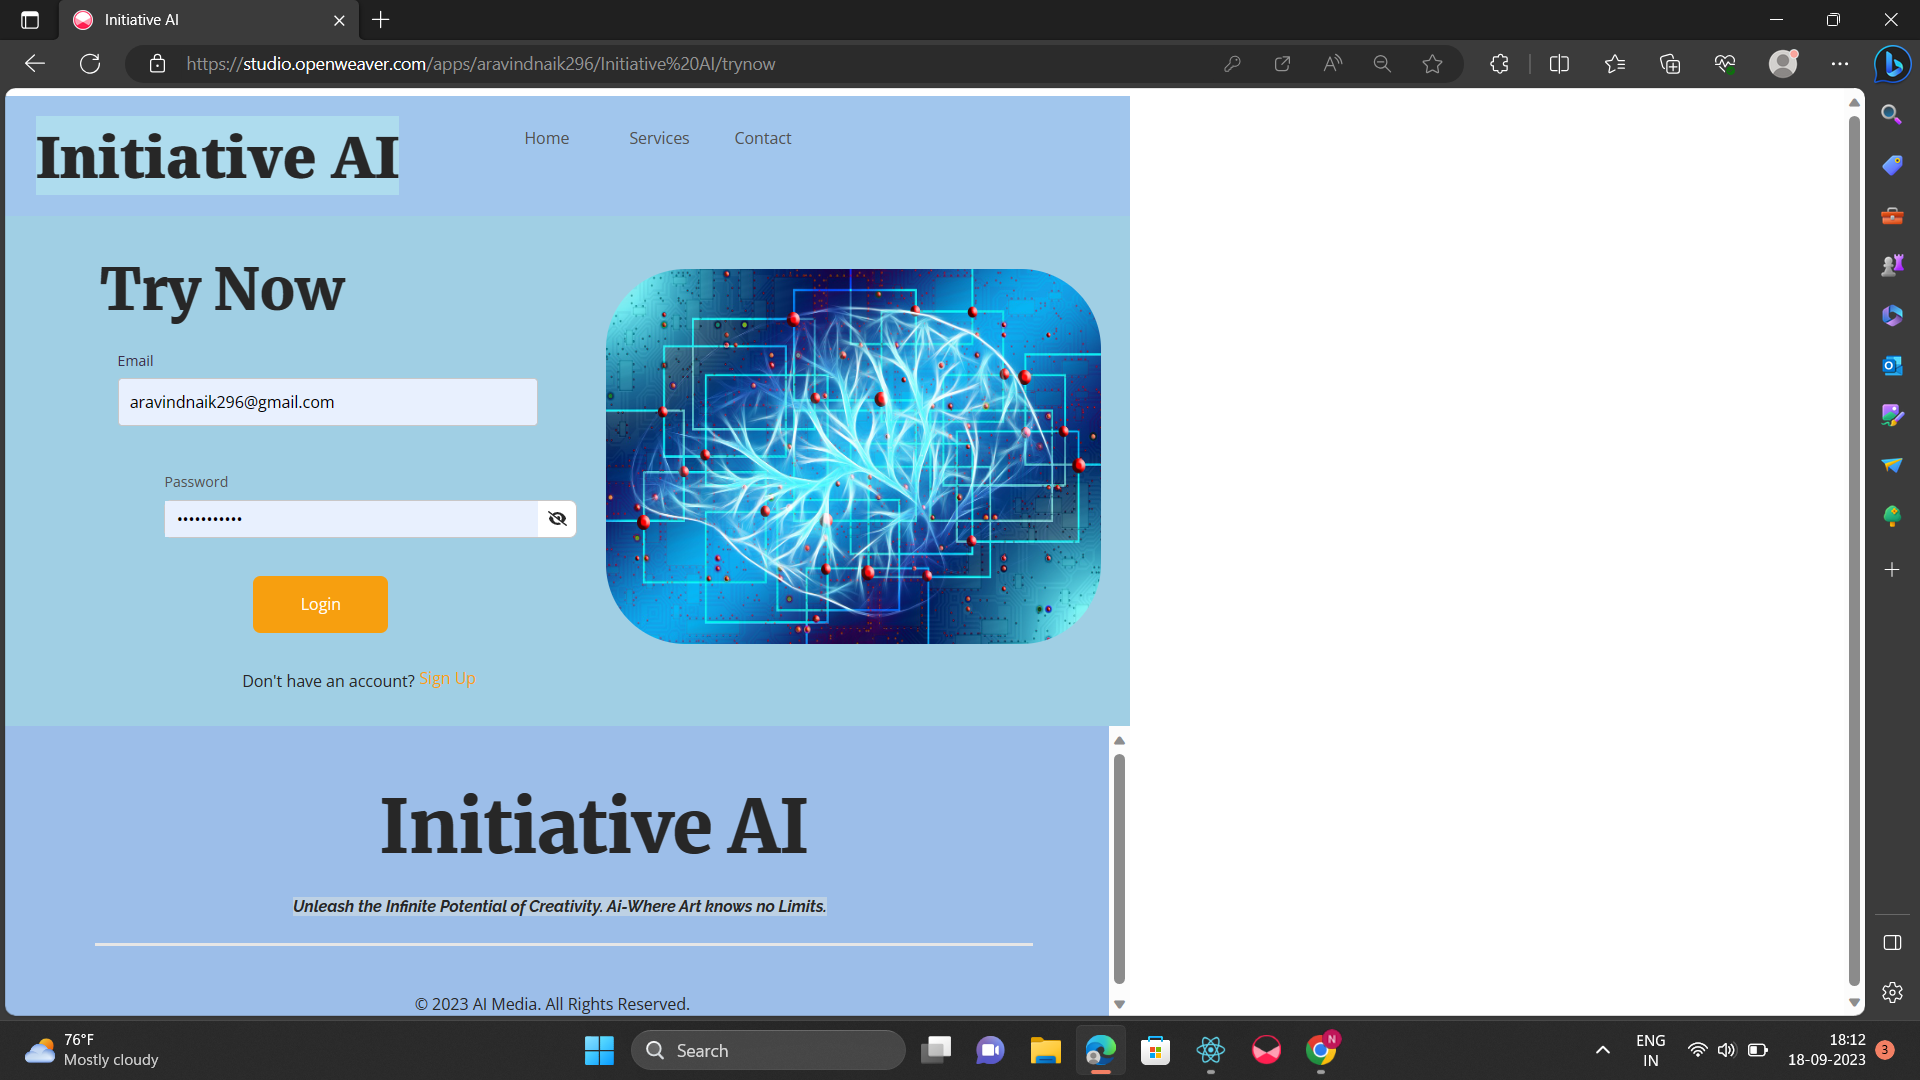 Initiative AI
https://studio.openweaver.com/apps/aravindnaik296/Initiative%20AI/trynow
Initiative AI
Home Services Contact
Try Now
Email
aravindnaik296@gmail.com
Password
•••••••••••
Login
Don't have an account? Sign Up
Initiative AI
Unleash the Infinite Potential of Creativity. Ai-Where Art knows no Limits.
© 2023 AI Media. All Rights Reserved.
76°F
Mostly cloudy
Search
N
ENG
IN
18:12
18-09-2023
3